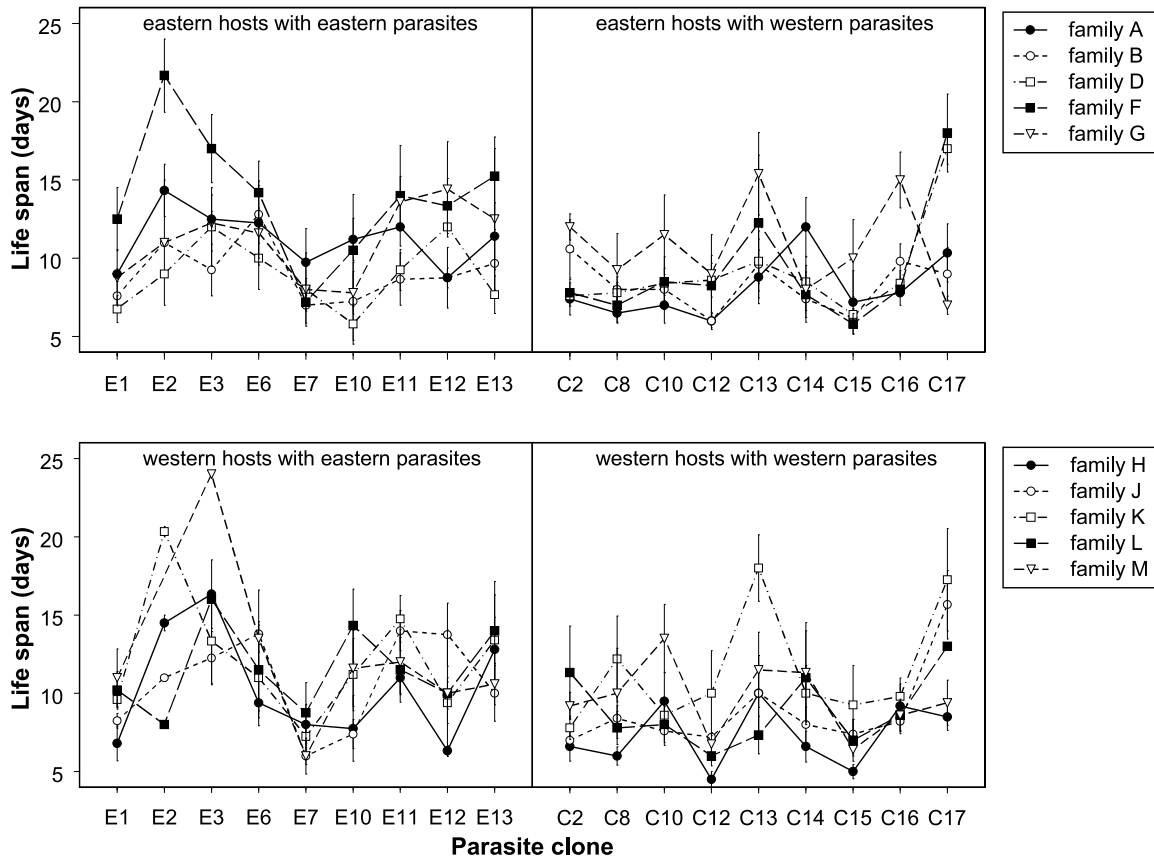 eastern hosts with eastern parasites
eastern hosts with western parasites
Life span (days)
25
20
15
10
5
E1 E2 E3 E6 E7 E10 E11 E12 E13
C2 C8 C10 C12 C13 C14 C15 C16 C17
family A
family B
family D
family F
family G
western hosts with eastern parasites
western hosts with western parasites
Life span (days)
25
20
15
10
5
E1 E2 E3 E6 E7 E10 E11 E12 E13
C2 C8 C10 C12 C13 C14 C15 C16 C17
Parasite clone
family H
family J
family K
family L
family M